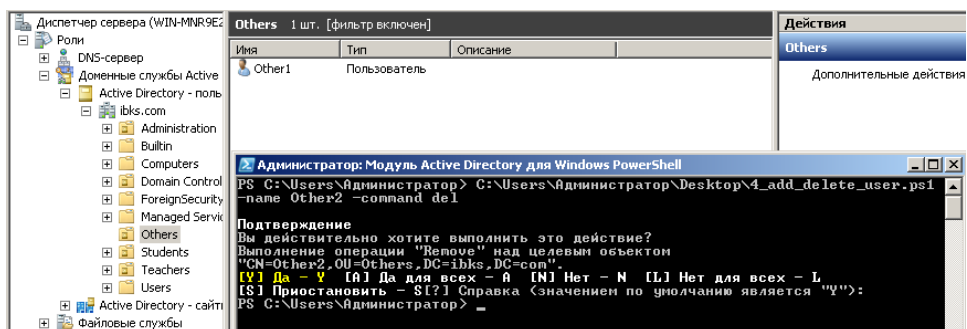 Диспетчер сервера (WIN-MNR9E2
Роли
DNS-сервер
Доменные службы Active
Active Directory - поль
ibks.com
Administration
Builtin
Computers
Domain Control
ForeignSecurity
Managed Servic
Others
Students
Teachers
Users
Active Directory - сайт
Файловые службы
Others 1 шт. [фильтр включен]
Имя Тип Описание
Other1 Пользователь
Действия
Others
Дополнительные действия
Администратор: Модуль Active Directory для Windows PowerShell
PS C:\Users\Администратор> C:\Users\Администратор\Desktop\4_add_delete_user.ps1
-name Other2 -command del
Подтверждение
Вы действительно хотите выполнить это действие?
Выполнение операции "Remove" над целевым объектом
"CN=Other2,OU=Others,DC=ibks,DC=com".
[Y] Да - Y [A] Да для всех - A [N] Нет - N [L] Нет для всех - L
[S] Приостановить - S[?] Справка (значением по умолчанию является "Y"):
PS C:\Users\Администратор> _